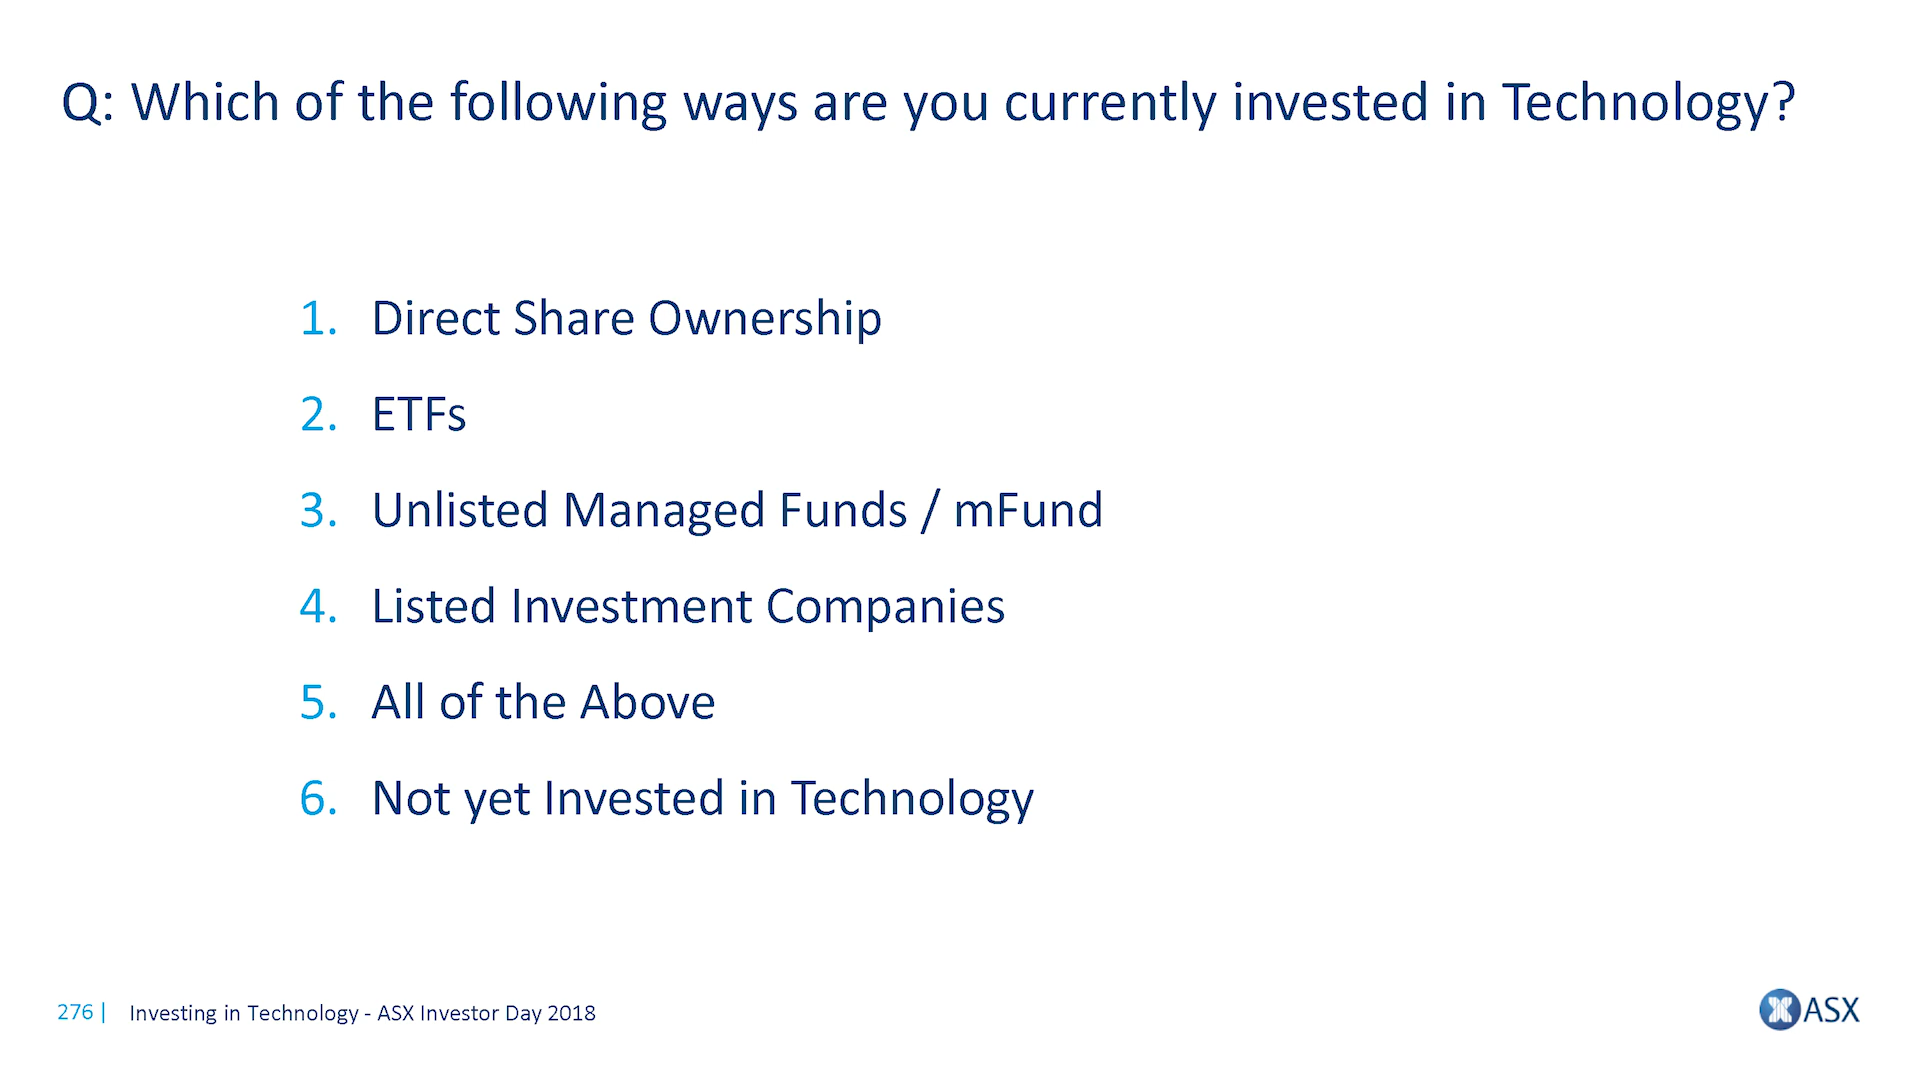 Q: Which of the following ways are you currently invested in Technology?
1. Direct Share Ownership
2. ETFs
3. Unlisted Managed Funds / mFund
4. Listed Investment Companies
5. All of the Above
6. Not yet Invested in Technology
276 | Investing in Technology - ASX Investor Day 2018
ASX